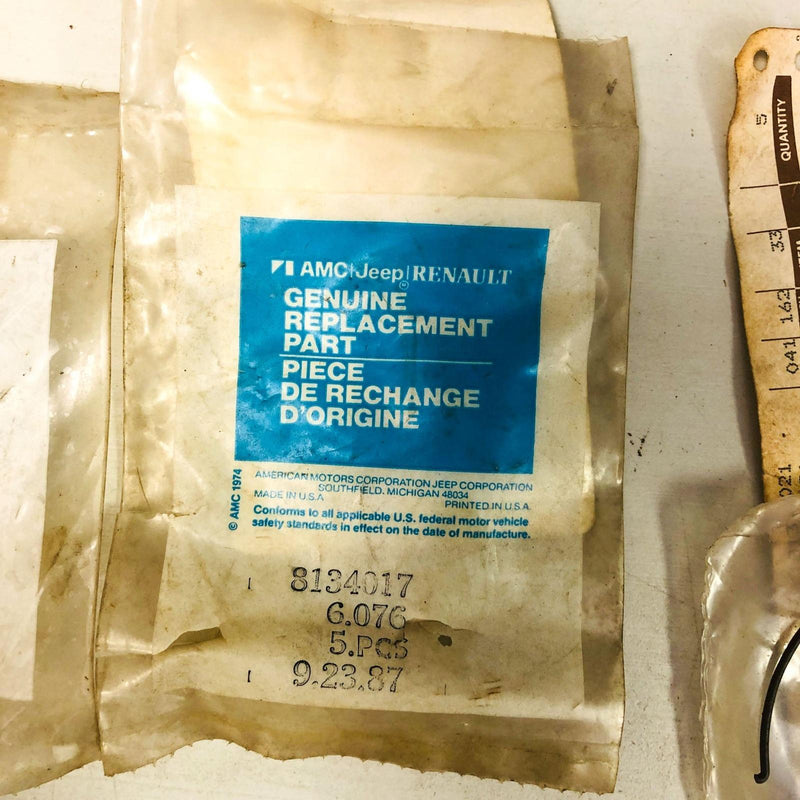 AMC|Jeep|RENAULT
GENUINE
REPLACEMENT
PART
PIECE
DE RECHANGE
D'ORIGINE
© AMC 1974
AMERICAN MOTORS CORPORATION JEEP CORPORATION
SOUTHFIELD, MICHIGAN 48034
MADE IN U.S.A
PRINTED IN U.S.A.
Conforms to all applicable U.S. federal motor vehicle
safety standards in effect on the date of manufacture.
8134017
6.076
5.PCS
9.23.87
QUANTITY
5
33
041 162
021